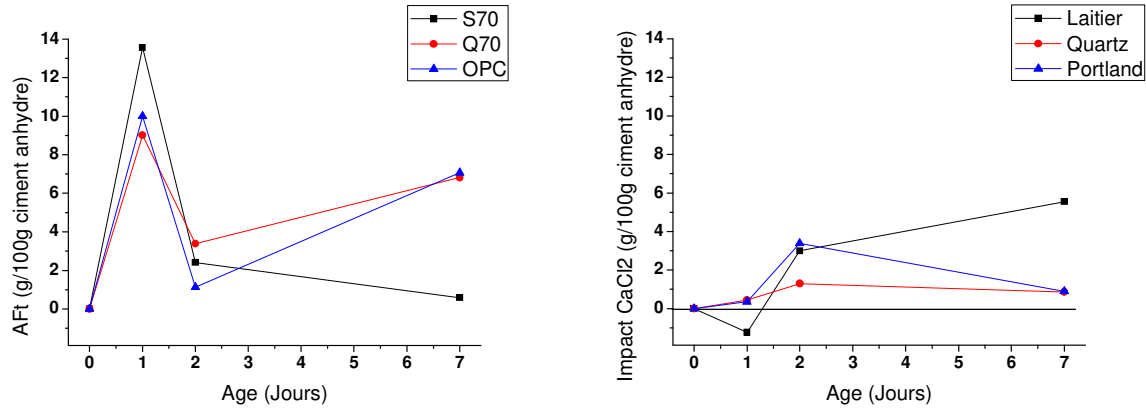 S70
Q70
OPC
14
12
10
8
6
4
2
0
AFt (g/100g ciment anhydre)
0 1 2 3 4 5 6 7
Age (Jours)
Laitier
Quartz
Portland
14
12
10
8
6
4
2
0
Impact CaCl2 (g/100g ciment anhydre)
0 1 2 3 4 5 6 7
Age (Jours)